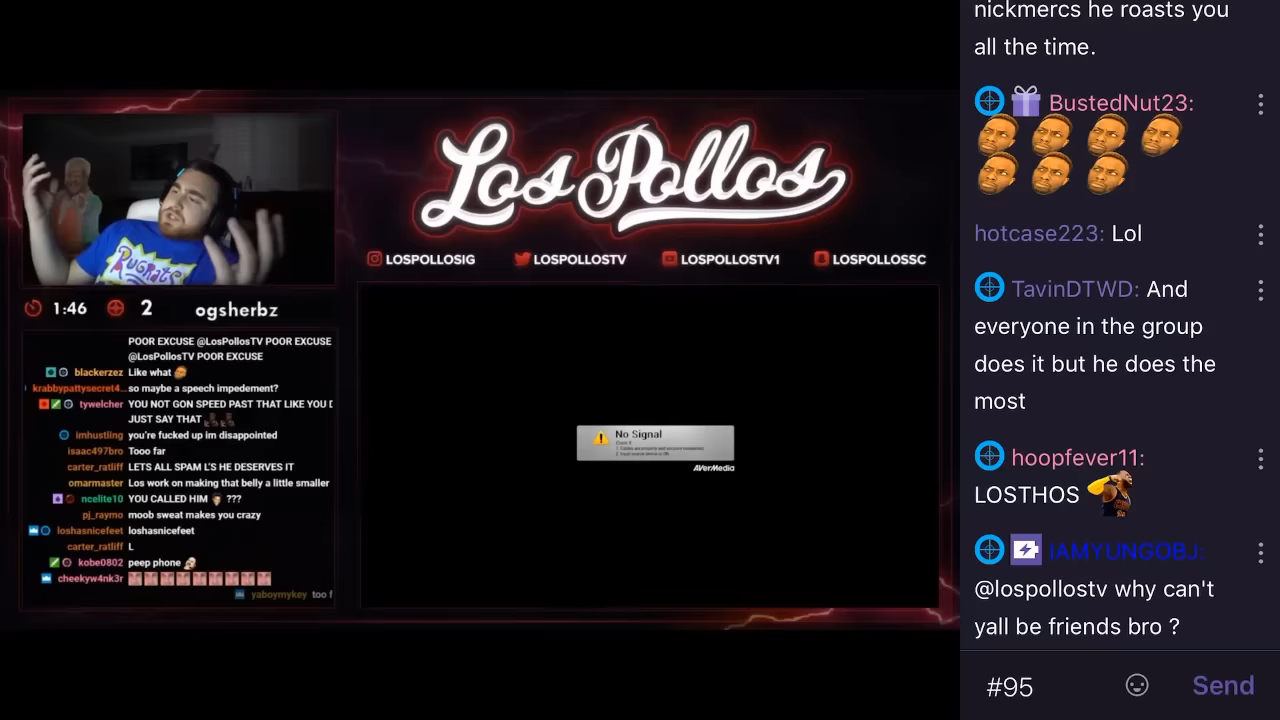 nickmercs he roasts you
all the time.
BustedNut23:
hotcase223: Lol
TavinDTWD: And
everyone in the group
does it but he does the
most
hoopfever11:
LOSTHOS
IAMYUNGOBJ:
@lospollostv why can't
yall be friends bro ?
#95
Send
Los Pollos
LOSPOLLOSIG
LOSPOLLOSTV
LOSPOLLOSTV1
LOSPOLLOSSC
RUGRATS
1:46
2
ogsherbz
POOR EXCUSE @LosPollosTV POOR EXCUSE
@LosPollosTV POOR EXCUSE
blackerzez Like what
krabbypattysecret4... so maybe a speech impedement?
tywelcher YOU NOT GON SPEED PAST THAT LIKE YOU D
JUST SAY THAT
imhustling you're fucked up im disappointed
isaac497bro Tooo far
carter_ratliff LETS ALL SPAM L'S HE DESERVES IT
omarmaster Los work on making that belly a little smaller
ncelite10 YOU CALLED HIM ???
pj_raymo moob sweat makes you crazy
loshasnicefeet loshasnicefeet
carter_ratliff L
kobe0802 peep phone
cheekyw4nk3r
yaboymykey too f
No Signal
AVerMedia